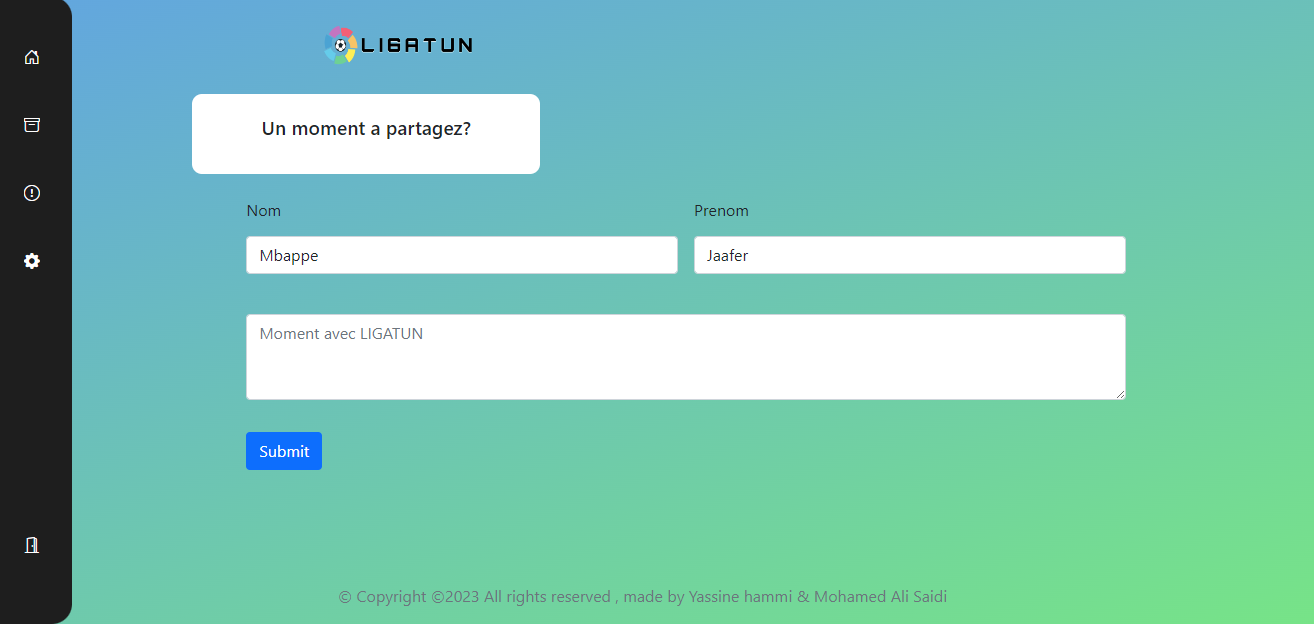 LIGATUN
Un moment a partagez?
Nom
Prenom
Mbappe
Jaafer
Moment avec LIGATUN
Submit
© Copyright ©2023 All rights reserved , made by Yassine hammi & Mohamed Ali Saidi